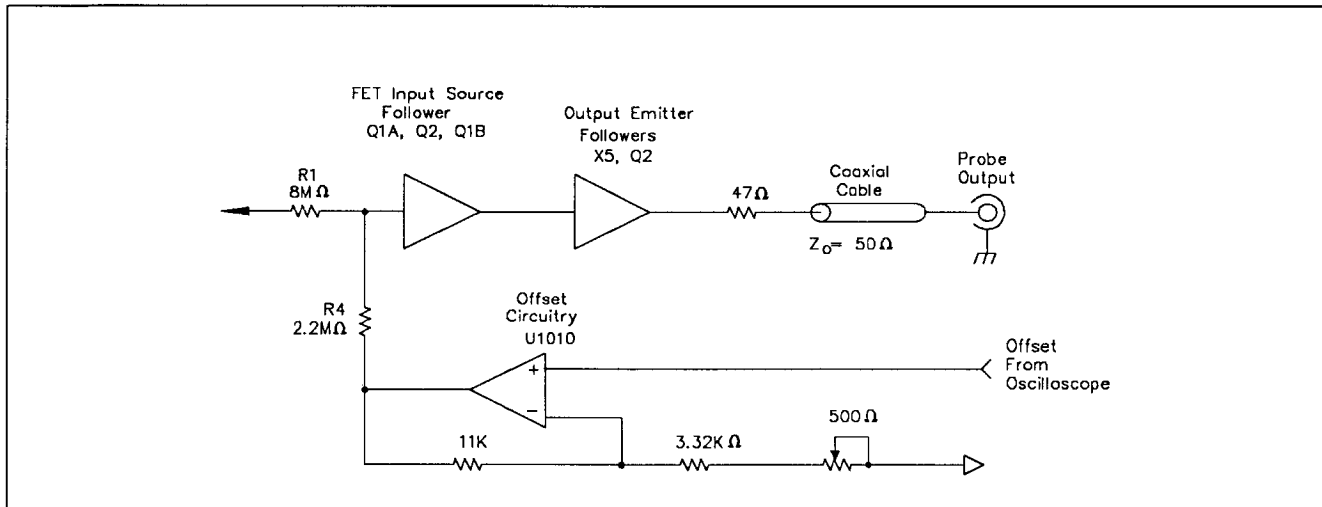 FET Input Source
Follower
Q1A, Q2, Q1B
Output Emitter
Followers
X5, Q2
R1
8MΩ
47Ω
Coaxial
Cable
Probe
Output
Z₀= 50Ω
R4
2.2MΩ
Offset
Circuitry
U1010
+
−
Offset
From
Oscilloscope
11K
3.32KΩ
500Ω